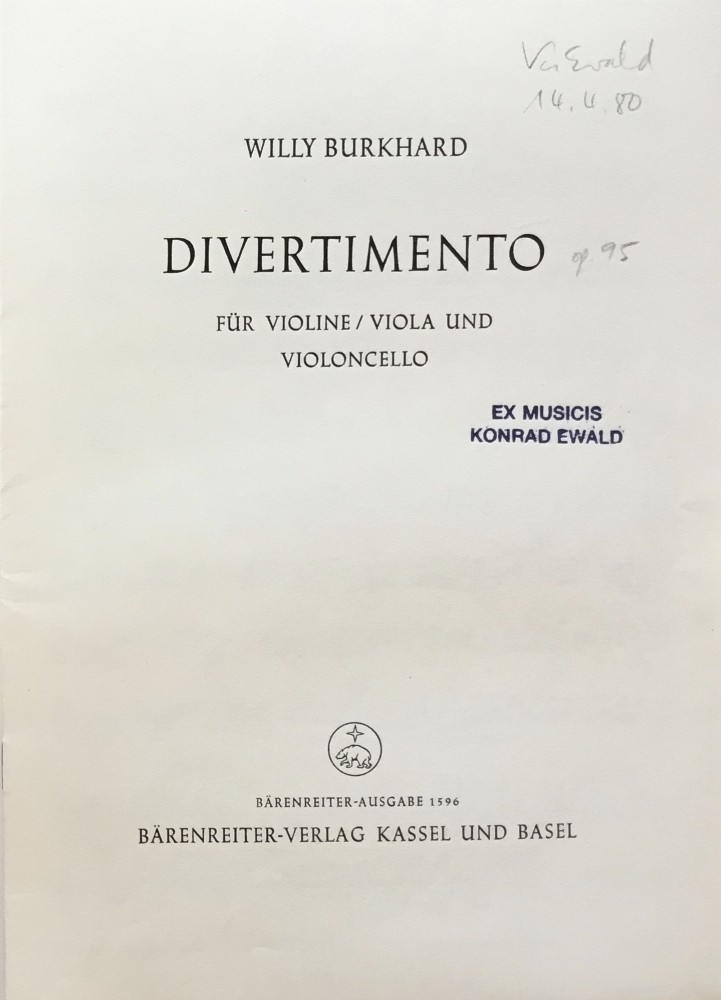 Ewald
14.4.80
WILLY BURKHARD
DIVERTIMENTO op. 95
FÜR VIOLINE / VIOLA UND
VIOLONCELLO
EX MUSICIS
KONRAD EWALD
BÄRENREITER-AUSGABE 1596
BÄRENREITER-VERLAG KASSEL UND BASEL